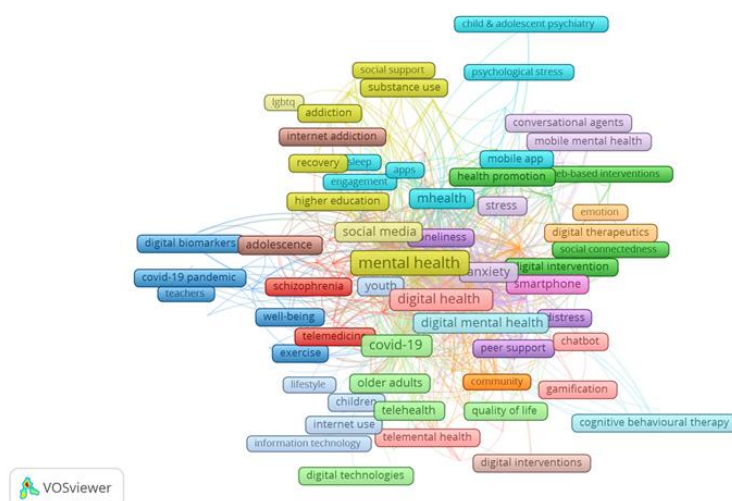 child & adolescent psychiatry
social support
psychological stress
substance use
lgbtq
addiction
conversational agents
internet addiction
mobile mental health
recovery
sleep
apps
mobile app
health promotion
eb-based interventions
engagement
higher education
mhealth
stress
emotion
social media
loneliness
digital therapeutics
digital biomarkers
adolescence
social connectedness
mental health
anxiety
digital intervention
covid-19 pandemic
schizophrenia
youth
smartphone
teachers
digital health
well-being
digital mental health
distress
telemedicine
covid-19
peer support
chatbot
exercise
lifestyle
older adults
community
gamification
children
telehealth
quality of life
internet use
cognitive behavioural therapy
information technology
telemental health
digital interventions
digital technologies
VOSviewer